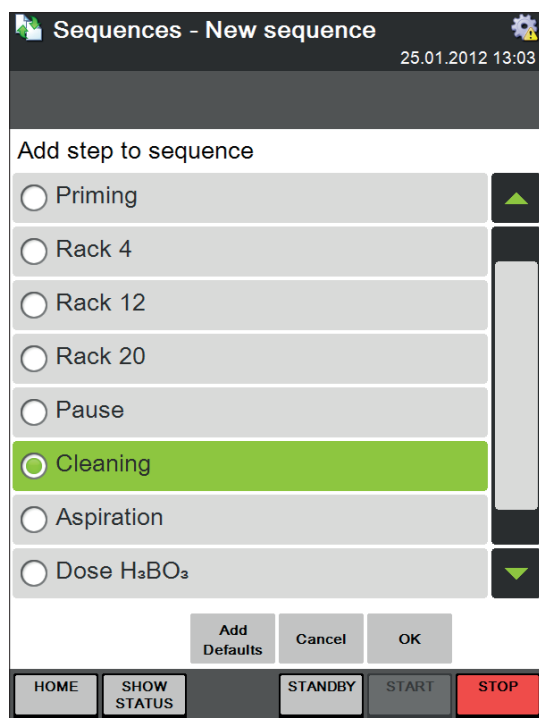 Sequences - New sequence
25.01.2012 13:03
Add step to sequence
Priming
Rack 4
Rack 12
Rack 20
Pause
Cleaning
Aspiration
Dose H₃BO₃
Add
Defaults
Cancel
OK
HOME
SHOW
STATUS
STANDBY
START
STOP